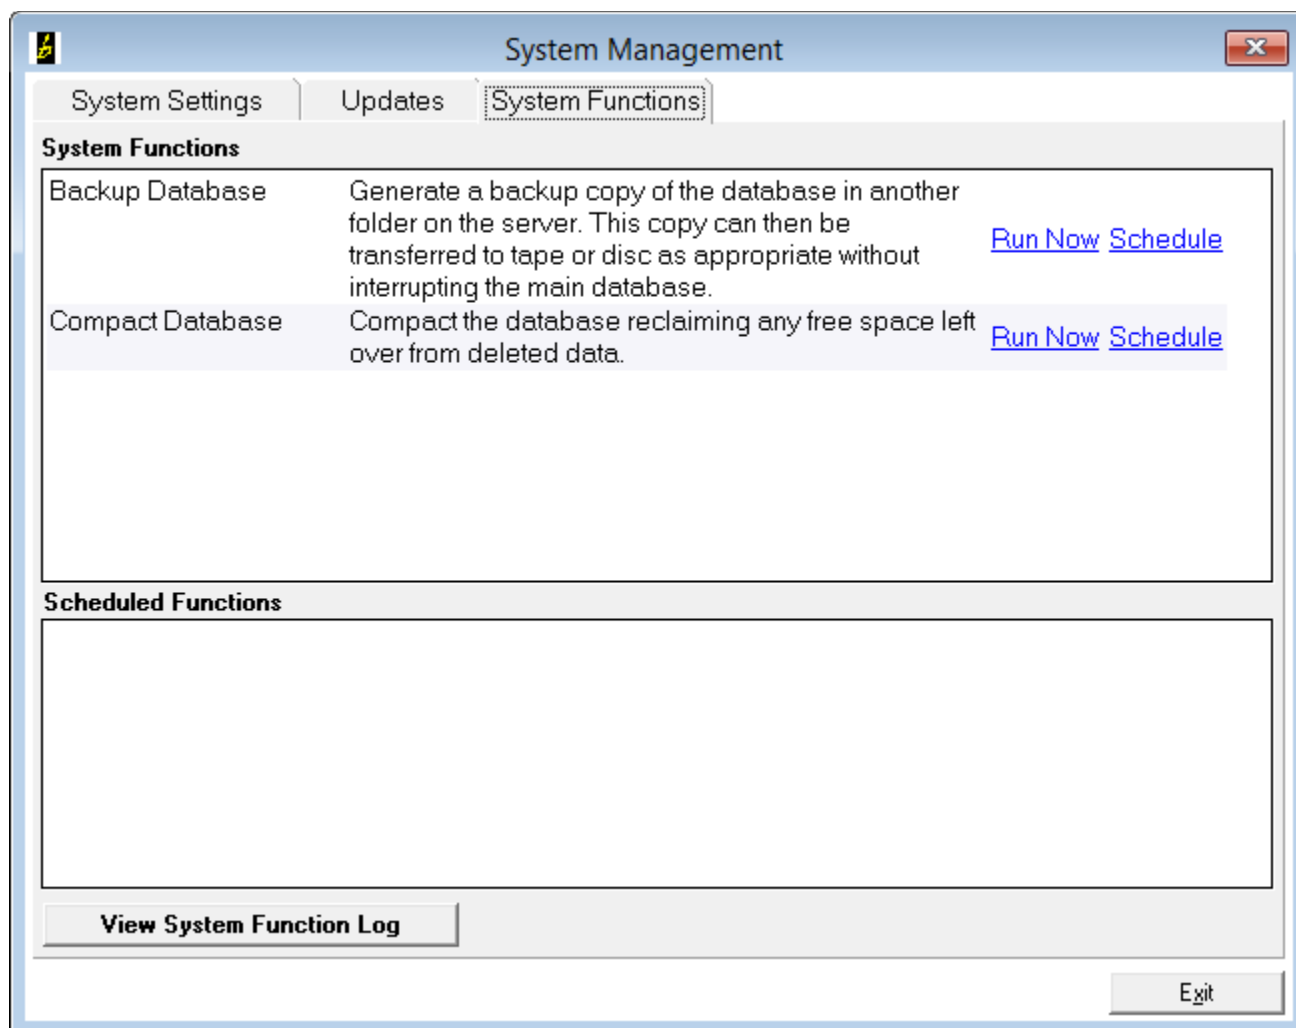 System Management
System Settings Updates System Functions
System Functions
Backup Database Generate a backup copy of the database in another
folder on the server. This copy can then be
transferred to tape or disc as appropriate without
interrupting the main database.
Run Now Schedule
Compact Database Compact the database reclaiming any free space left
over from deleted data.
Run Now Schedule
Scheduled Functions
View System Function Log
Exit